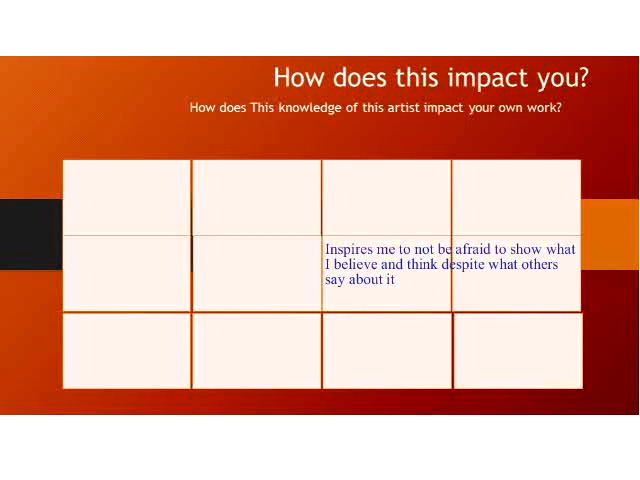 How does this impact you?
How does This knowledge of this artist impact your own work?
Inspires me to not be afraid to show what
I believe and think despite what others
say about it